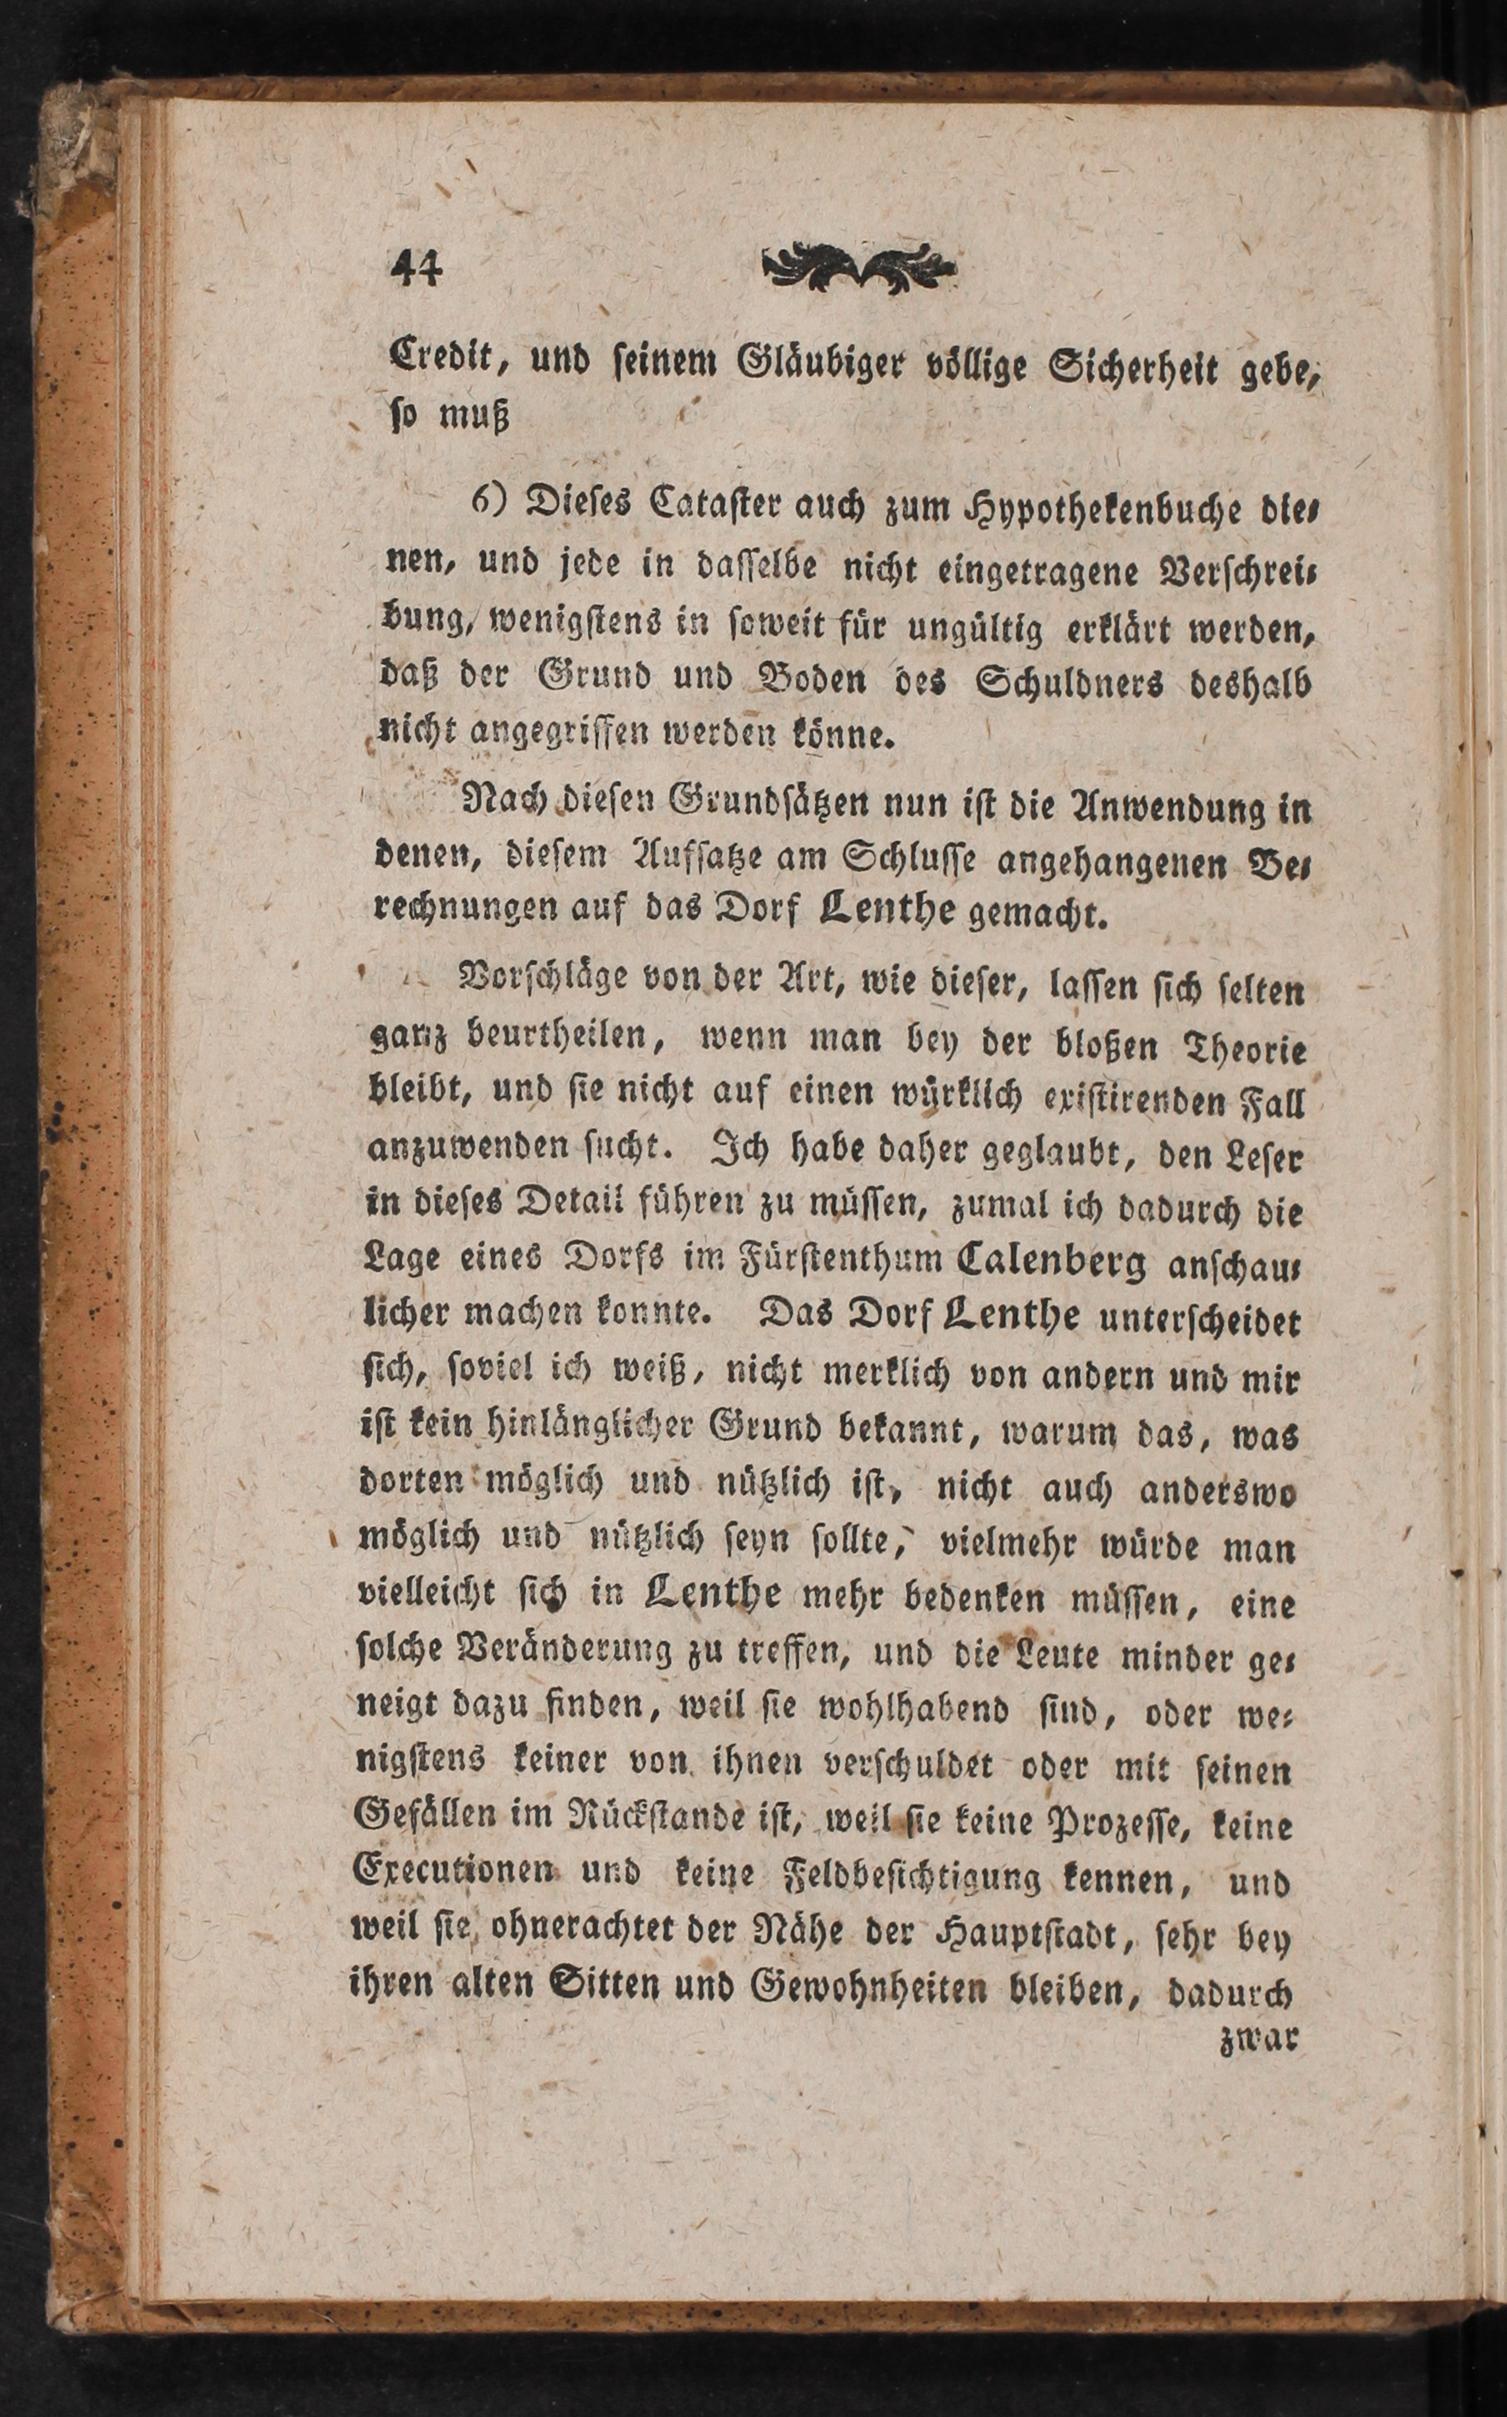 44
Credit, und ſeinem Gläubiger völlige Sicherheit gebe,
ſo muß
6) Dieſes Cataſter auch zum Hypothekenbuche die⸗
nen, und jede in daſſelbe nicht eingetragene Verſchrei⸗
bung, wenigſtens in ſoweit für ungültig erklärt werden,
daß der Grund und Boden des Schuldners deshalb
nicht angegriffen werden könne.
Nach dieſen Grundſätzen nun iſt die Anwendung in
denen, dieſem Aufſatze am Schluſſe angehangenen Be⸗
rechnungen auf das Dorf Lenthe gemacht.
Vorſchläge von der Art, wie dieſer, laſſen ſich ſelten
ganz beurtheilen, wenn man bey der bloßen Theorie
bleibt, und ſie nicht auf einen würklich exiſtirenden Fall
anzuwenden ſucht. Ich habe daher geglaubt, den Leſer
in dieſes Detail führen zu müſſen, zumal ich dadurch die
Lage eines Dorfs im Fürſtenthum Calenberg anſchau⸗
licher machen konnte. Das Dorf Lenthe unterſcheidet
ſich, ſoviel ich weiß, nicht merklich von andern und mir
iſt kein hinlänglicher Grund bekannt, warum das, was
dorten möglich und nützlich iſt, nicht auch anderswo
möglich und nützlich ſeyn ſollte, vielmehr würde man
vielleicht ſich in Lenthe mehr bedenken müſſen, eine
ſolche Veränderung zu treffen, und die Leute minder ge⸗
neigt dazu finden, weil ſie wohlhabend ſind, oder we⸗
nigſtens keiner von ihnen verſchuldet oder mit ſeinen
Gefällen im Rückſtande iſt, weil ſie keine Prozeſſe, keine
Executionen und keine Feldbeſichtigung kennen, und
weil ſie, ohnerachtet der Nähe der Hauptſtadt, ſehr bey
ihren alten Sitten und Gewohnheiten bleiben, dadurch
zwar